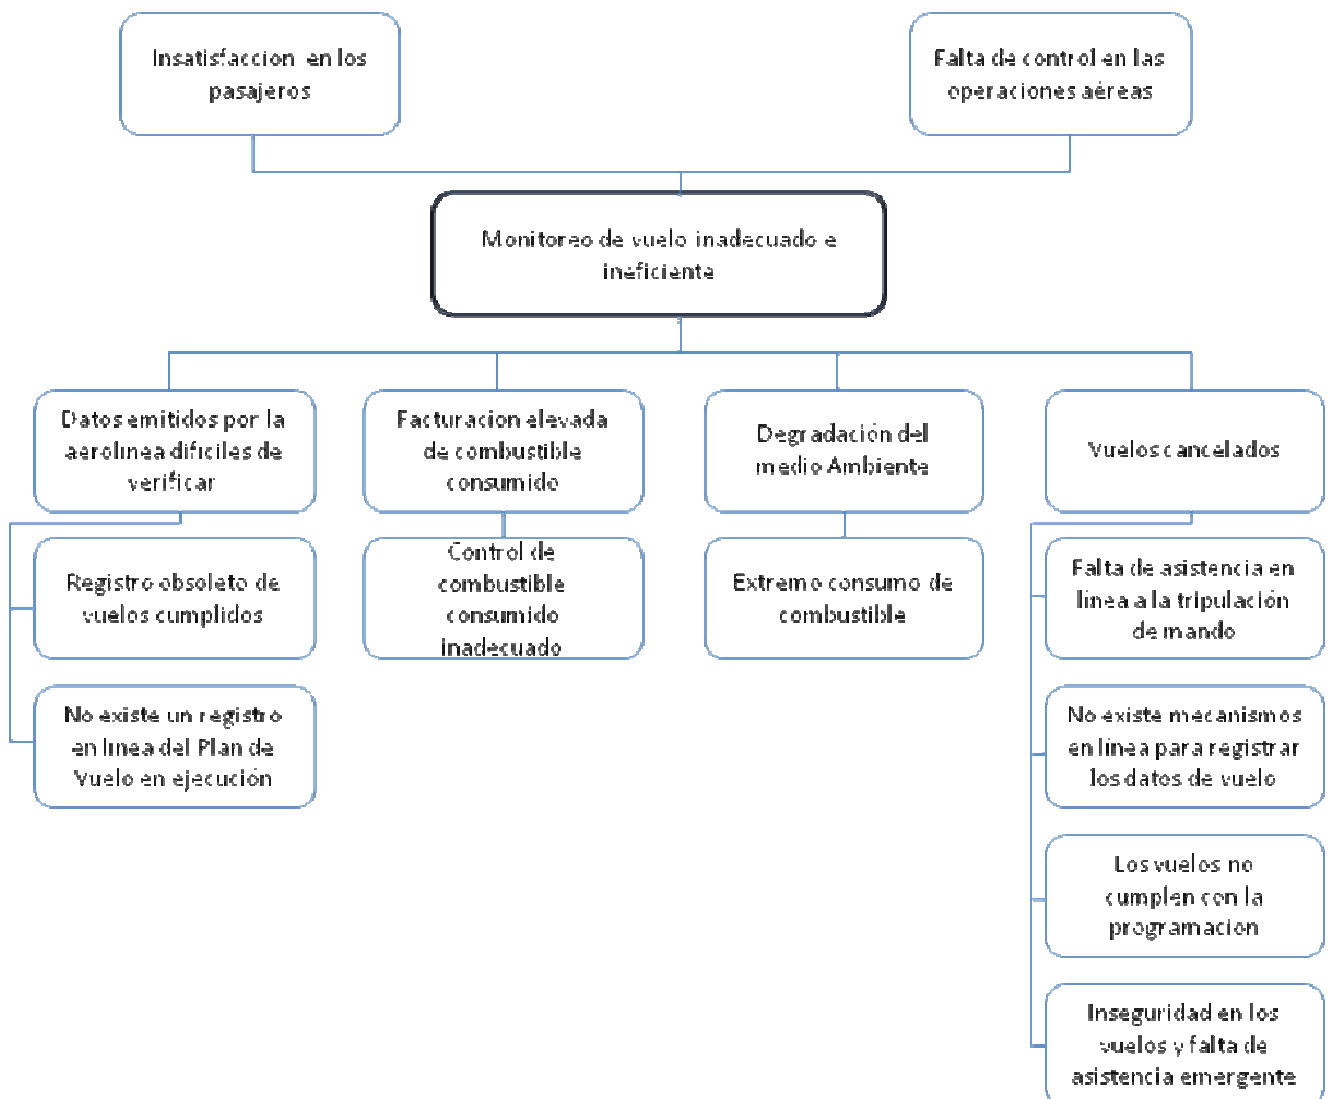 Insatisfaccion en los
pasajeros
Falta de control en las
operaciones aéreas
Monitoreo de vuelo inadecuado e
ineficiente
Datos emitidos por la
aerolinea dificiles de
verificar
Facturacion elevada
de combustible
consumido
Degradación del
medio Ambiente
Vuelos cancelados
Registro obsoleto de
vuelos cumplidos
Control de
combustible
consumido
inadecuado
Extremo consumo de
combustible
Falta de asistencia en
linea a la tripulación
de mando
No existe un registro
en linea del Plan de
Vuelo en ejecución
No existe mecanismos
en línea para registrar
los datos de vuelo
Los vuelos no
cumplen con la
programacion
Inseguridad en los
vuelos y falta de
asistencia emergente